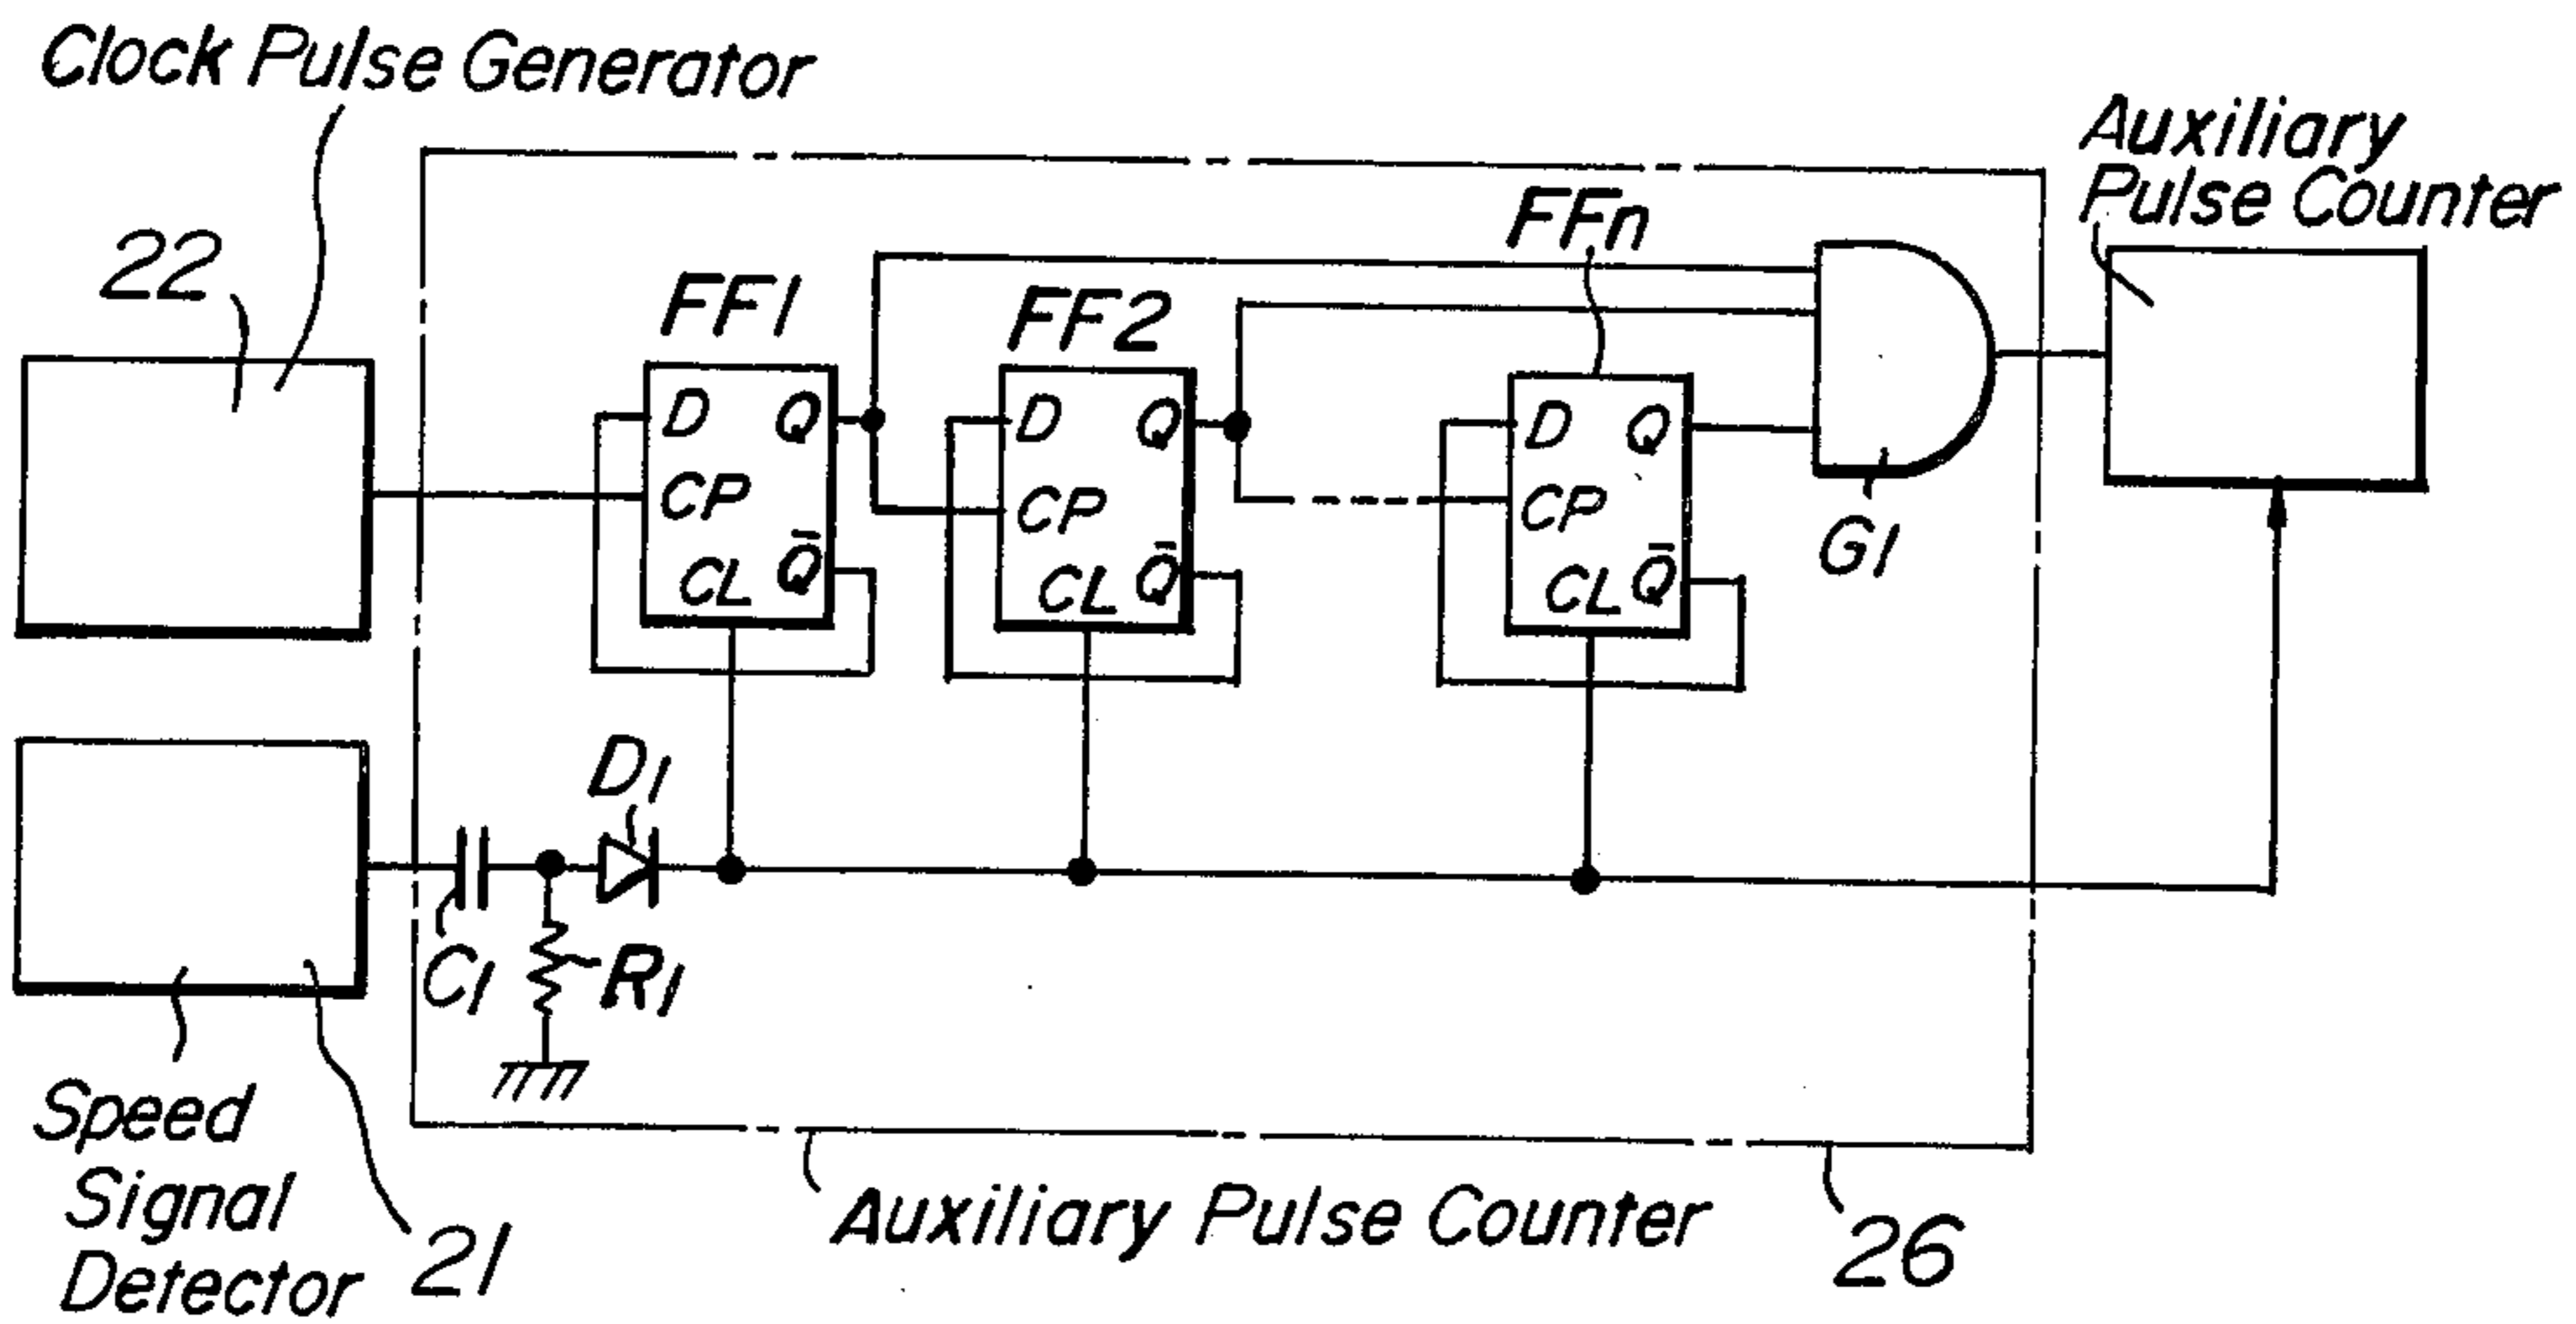 Clock Pulse Generator
Auxiliary
Pulse Counter
22
FF1
FF2
FFn
D Q
CP
CL Q̄
D Q
CP
CL Q̄
D Q
CP
CL Q̄
G1
D1
C1
R1
Speed
Signal
Detector
21
Auxiliary Pulse Counter
26